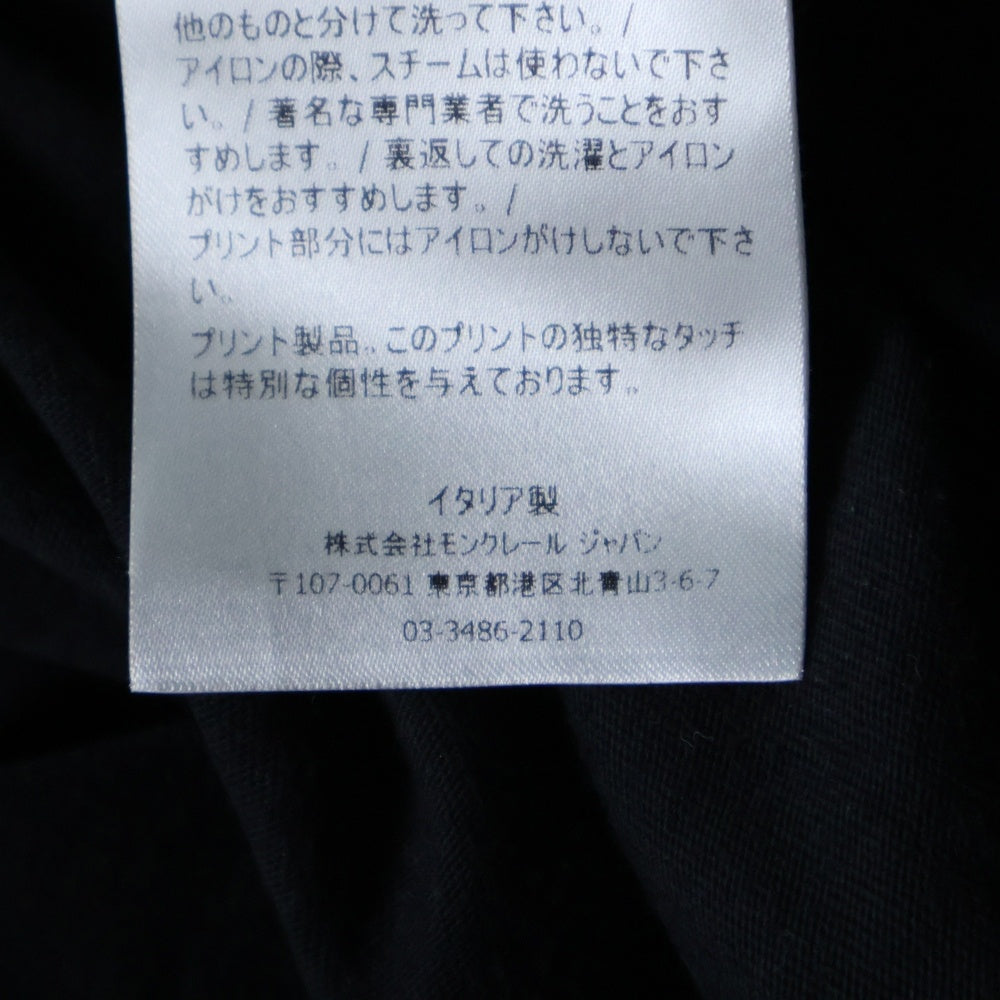 他のものと分けて洗って下さい。/
アイロンの際、スチームは使わないで下さ
い。/ 著名な専門業者で洗うことをおす
すめします。/ 裏返しての洗濯とアイロン
がけをおすすめします。/
プリント部分にはアイロンがけしないで下さ
い。
プリント製品。このプリントの独特なタッチ
は特別な個性を与えております。
イタリア製
株式会社モンクレール ジャパン
〒107-0061 東京都港区北青山3-6-7
03-3486-2110